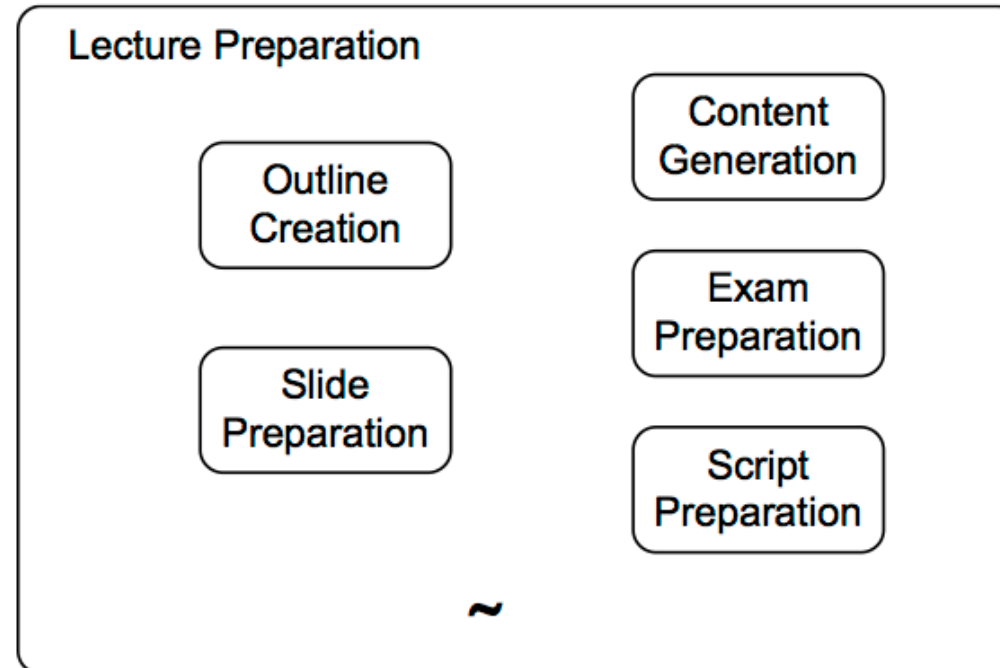 Lecture Preparation
Outline
Creation
Slide
Preparation
Content
Generation
Exam
Preparation
Script
Preparation
~